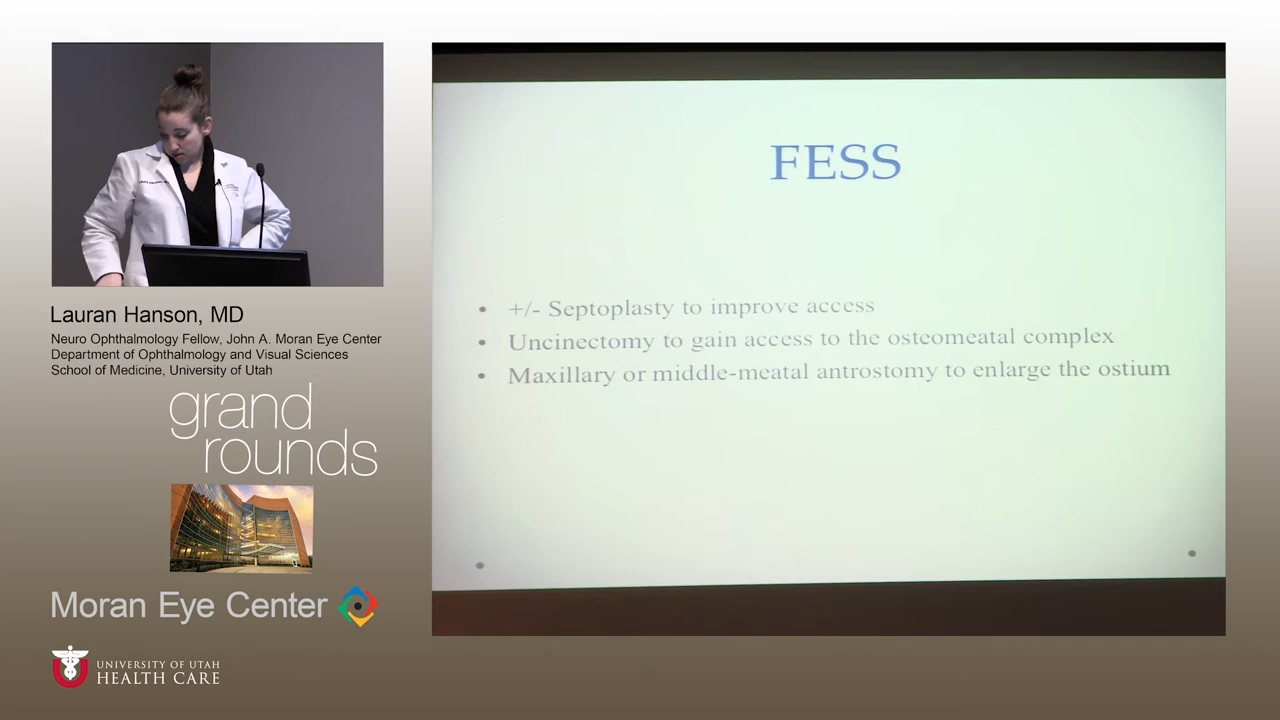 Lauran Hanson, MD
Neuro Ophthalmology Fellow, John A. Moran Eye Center
Department of Ophthalmology and Visual Sciences
School of Medicine, University of Utah
grand
rounds
Moran Eye Center
UNIVERSITY OF UTAH
HEALTH CARE
FESS
• +/- Septoplasty to improve access
• Uncinectomy to gain access to the osteomeatal complex
• Maxillary or middle-meatal antrostomy to enlarge the ostium